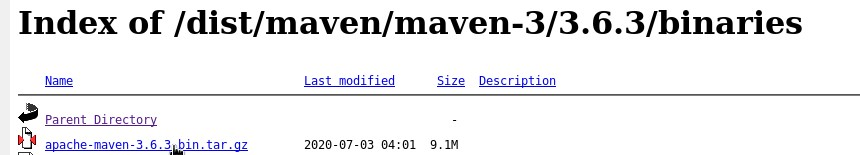 Index of /dist/maven/maven-3/3.6.3/binaries
Name Last modified Size Description
Parent Directory -
apache-maven-3.6.3-bin.tar.gz 2020-07-03 04:01 9.1M